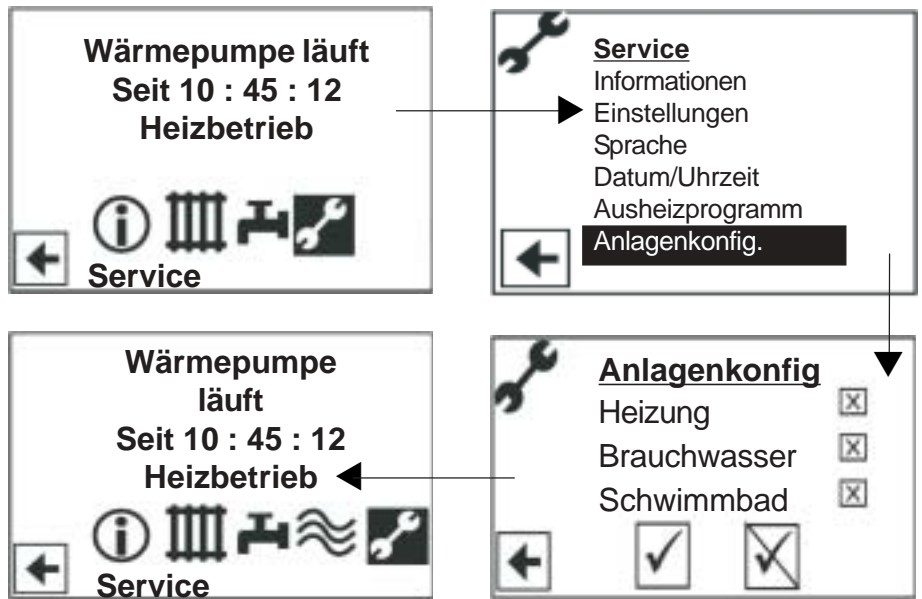 Wärmepumpe läuft
Seit 10 : 45 : 12
Heizbetrieb
Service
Service
Informationen
Einstellungen
Sprache
Datum/Uhrzeit
Ausheizprogramm
Anlagenkonfig.
Anlagenkonfig
Heizung X
Brauchwasser X
Schwimmbad X
Wärmepumpe
läuft
Seit 10 : 45 : 12
Heizbetrieb
Service